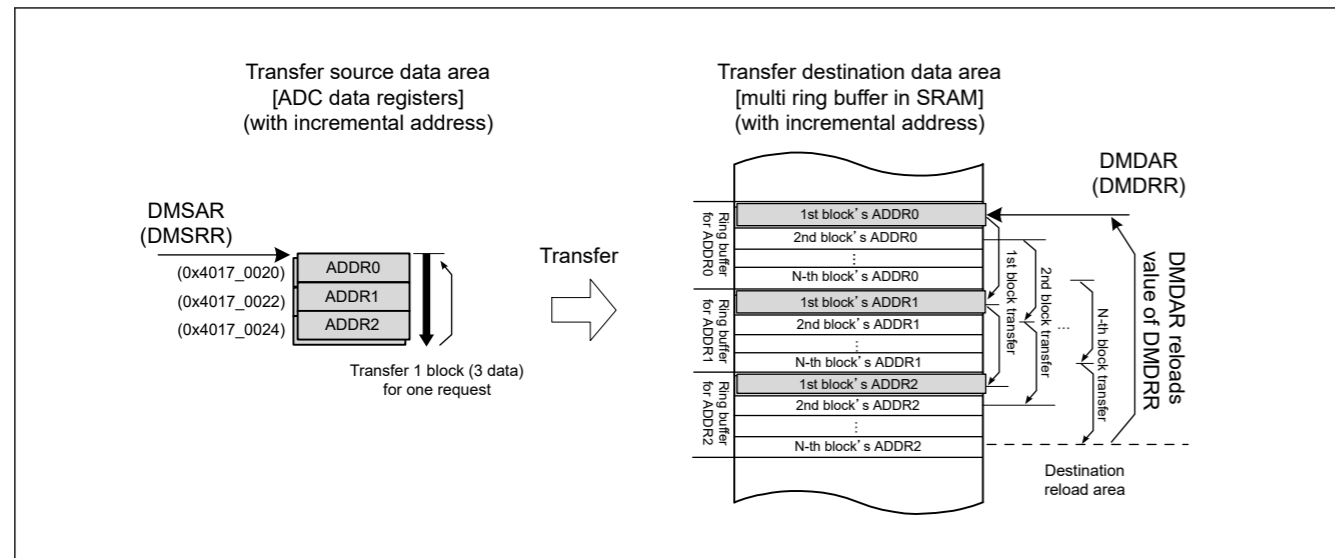 Transfer source data area
[ADC data registers]
(with incremental address)
DMSAR
(DMSRR)
(0x4017_0020)
ADDR0
(0x4017_0022)
ADDR1
(0x4017_0024)
ADDR2
Transfer 1 block (3 data)
for one request
Transfer
Transfer destination data area
[multi ring buffer in SRAM]
(with incremental address)
DMDAR
(DMDRR)
Ring buffer
for ADDR0
1st block’s ADDR0
2nd block’s ADDR0
⋮
N-th block’s ADDR0
Ring buffer
for ADDR1
1st block’s ADDR1
2nd block’s ADDR1
⋮
N-th block’s ADDR1
Ring buffer
for ADDR2
1st block’s ADDR2
2nd block’s ADDR2
⋮
N-th block’s ADDR2
1st block transfer
2nd block transfer
...
N-th block transfer
DMDAR reloads
value of DMDRR
Destination
reload area